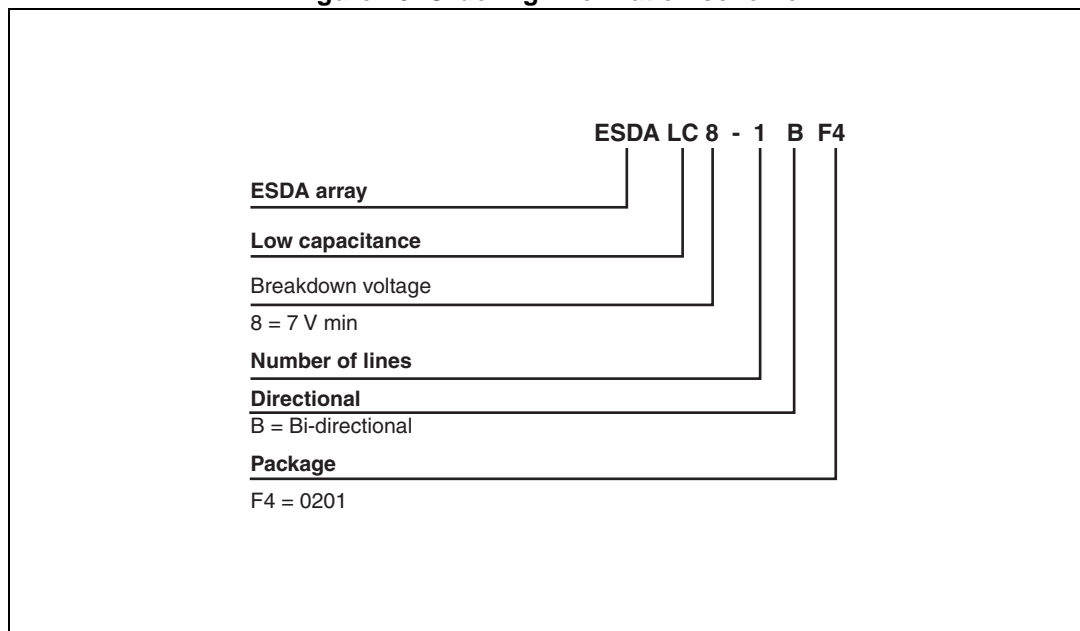 ESDA LC 8 - 1 B F4
ESDA array
Low capacitance
Breakdown voltage
8 = 7 V min
Number of lines
Directional
B = Bi-directional
Package
F4 = 0201